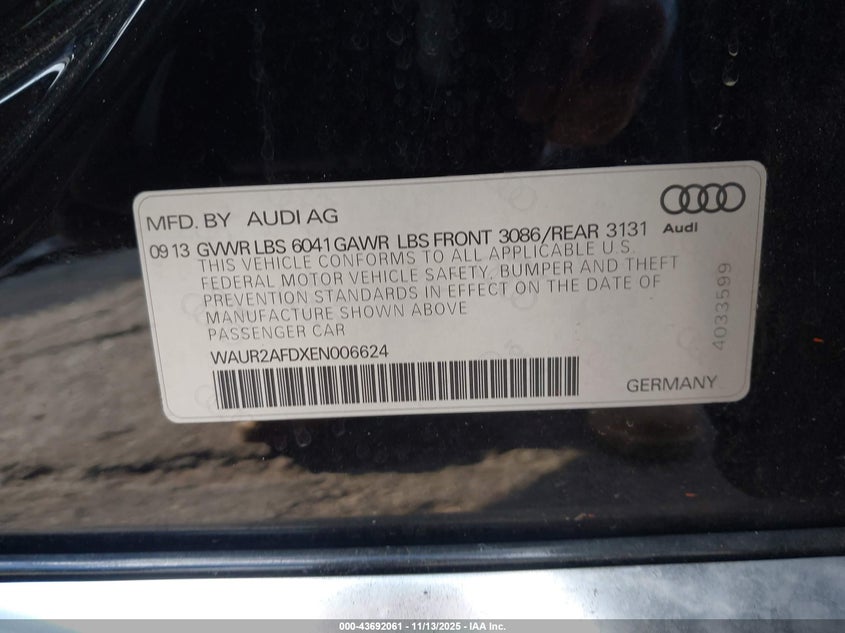 MFD. BY AUDI AG
Audi
09 13 GVWR LBS 6041 GAWR LBS FRONT 3086/REAR 3131
THIS VEHICLE CONFORMS TO ALL APPLICABLE U.S.
FEDERAL MOTOR VEHICLE SAFETY, BUMPER AND THEFT
PREVENTION STANDARDS IN EFFECT ON THE DATE OF
MANUFACTURE SHOWN ABOVE
PASSENGER CAR
4033599
WAUR2AFDXEN006624
GERMANY
000-43692061 - 11/13/2025 - IAA Inc.